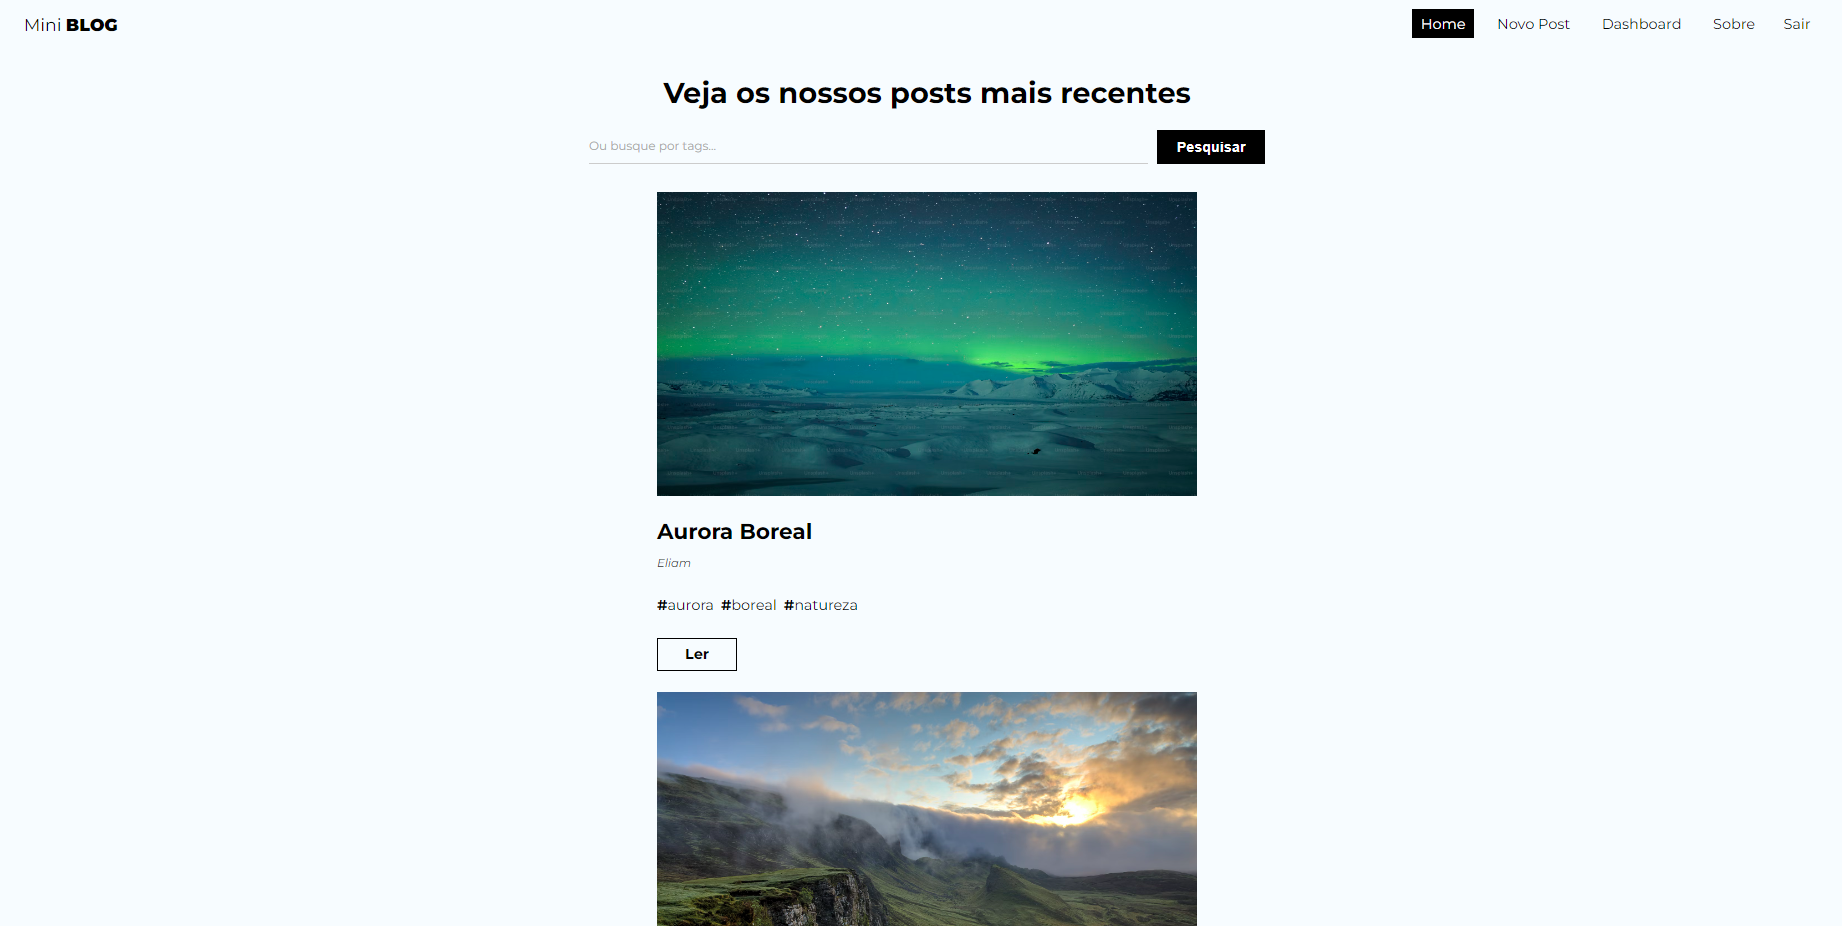 Mini BLOG
Home Novo Post Dashboard Sobre Sair
Veja os nossos posts mais recentes
Ou busque por tags...
Pesquisar
Aurora Boreal
Eliam
#aurora #boreal #natureza
Ler